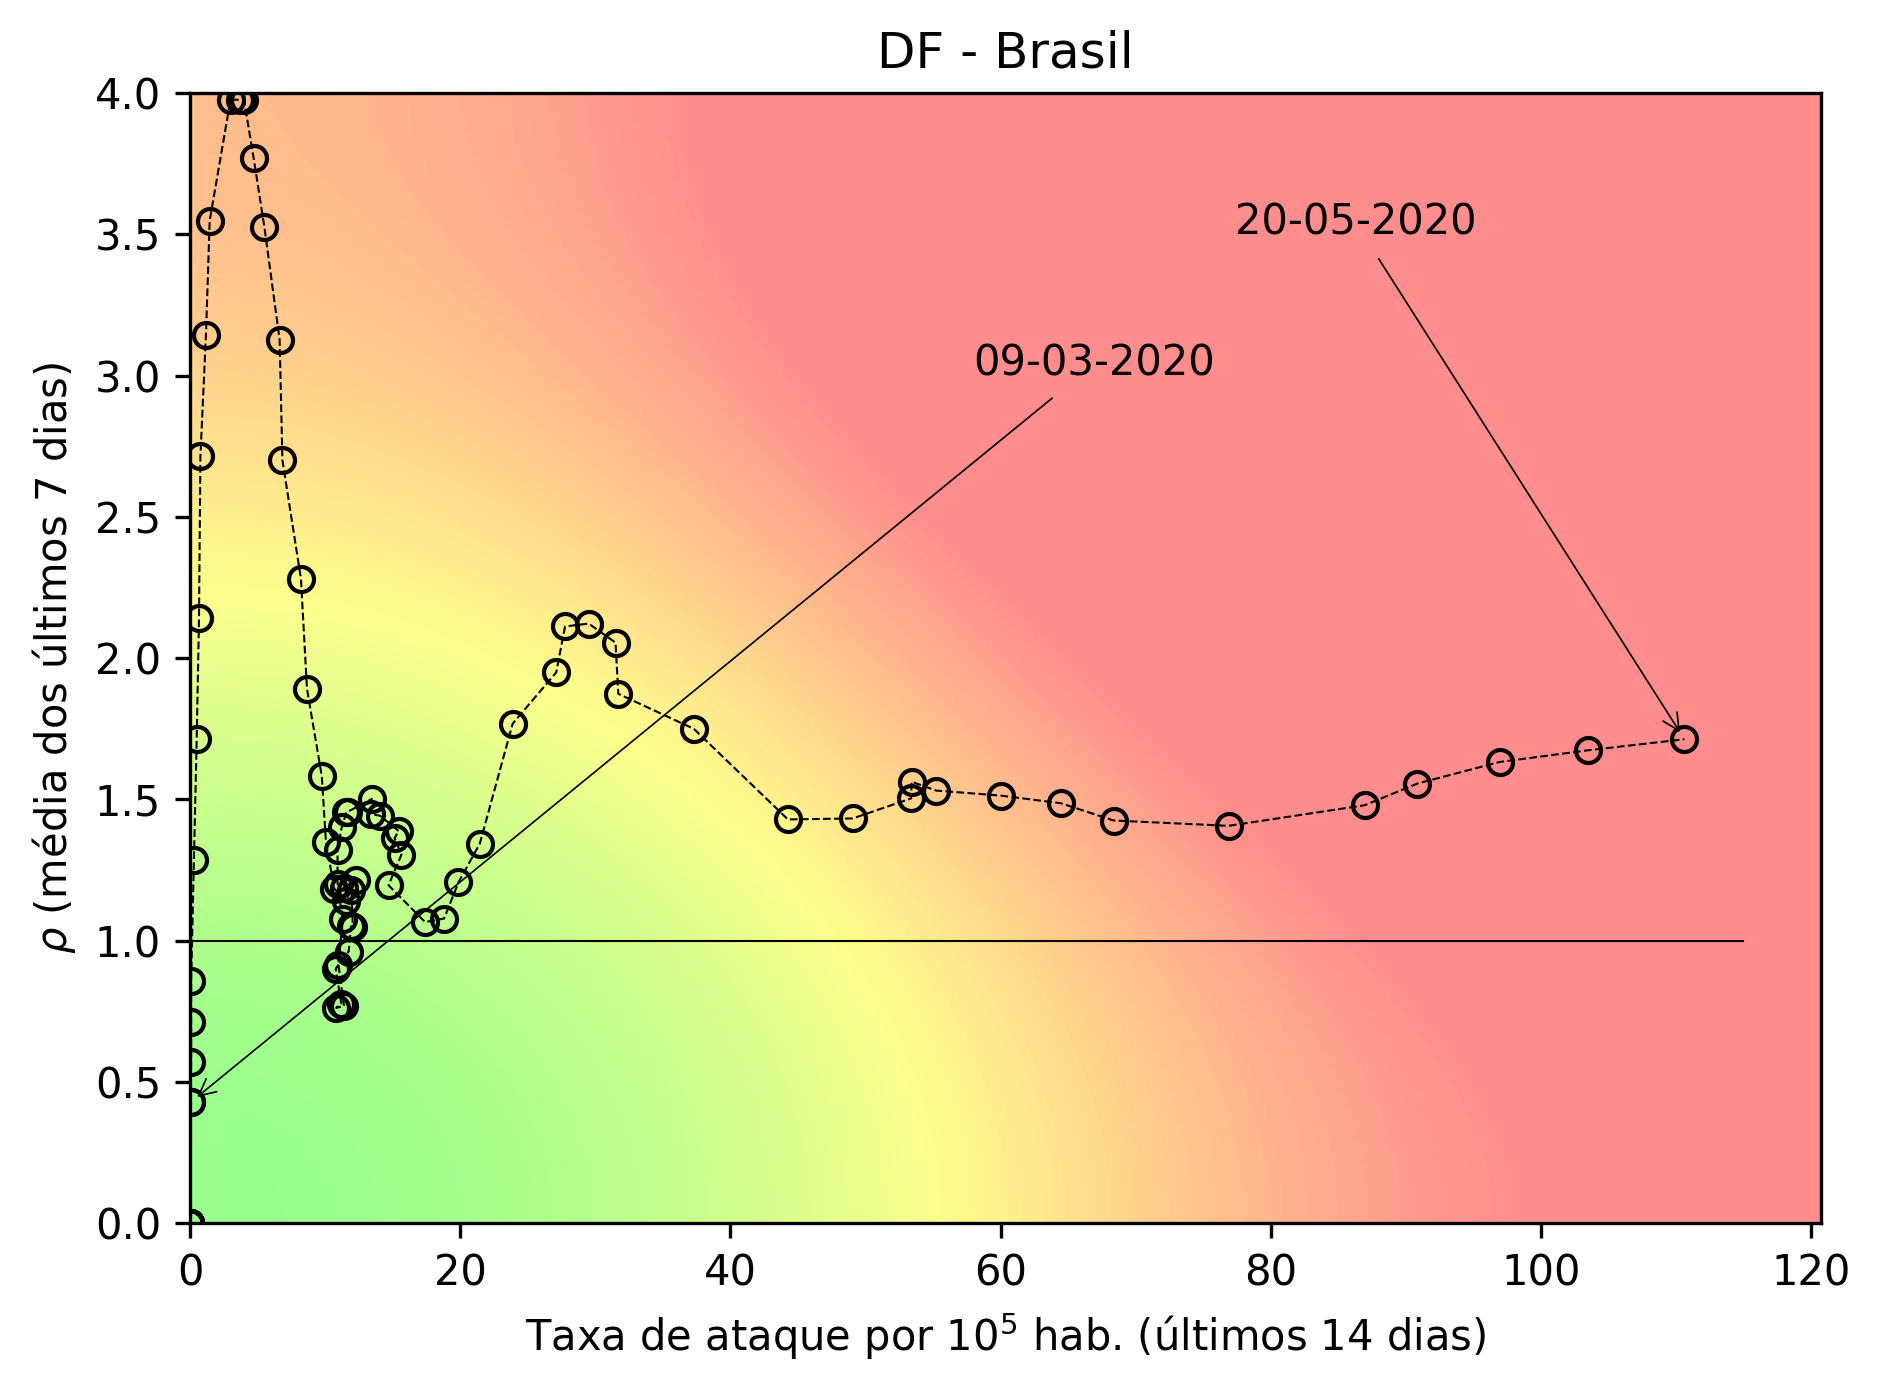 DF - Brasil
4.0
3.5
3.0
2.5
2.0
1.5
1.0
0.5
0.0
ρ (média dos últimos 7 dias)
20-05-2020
09-03-2020
0 20 40 60 80 100 120
Taxa de ataque por 10⁵ hab. (últimos 14 dias)